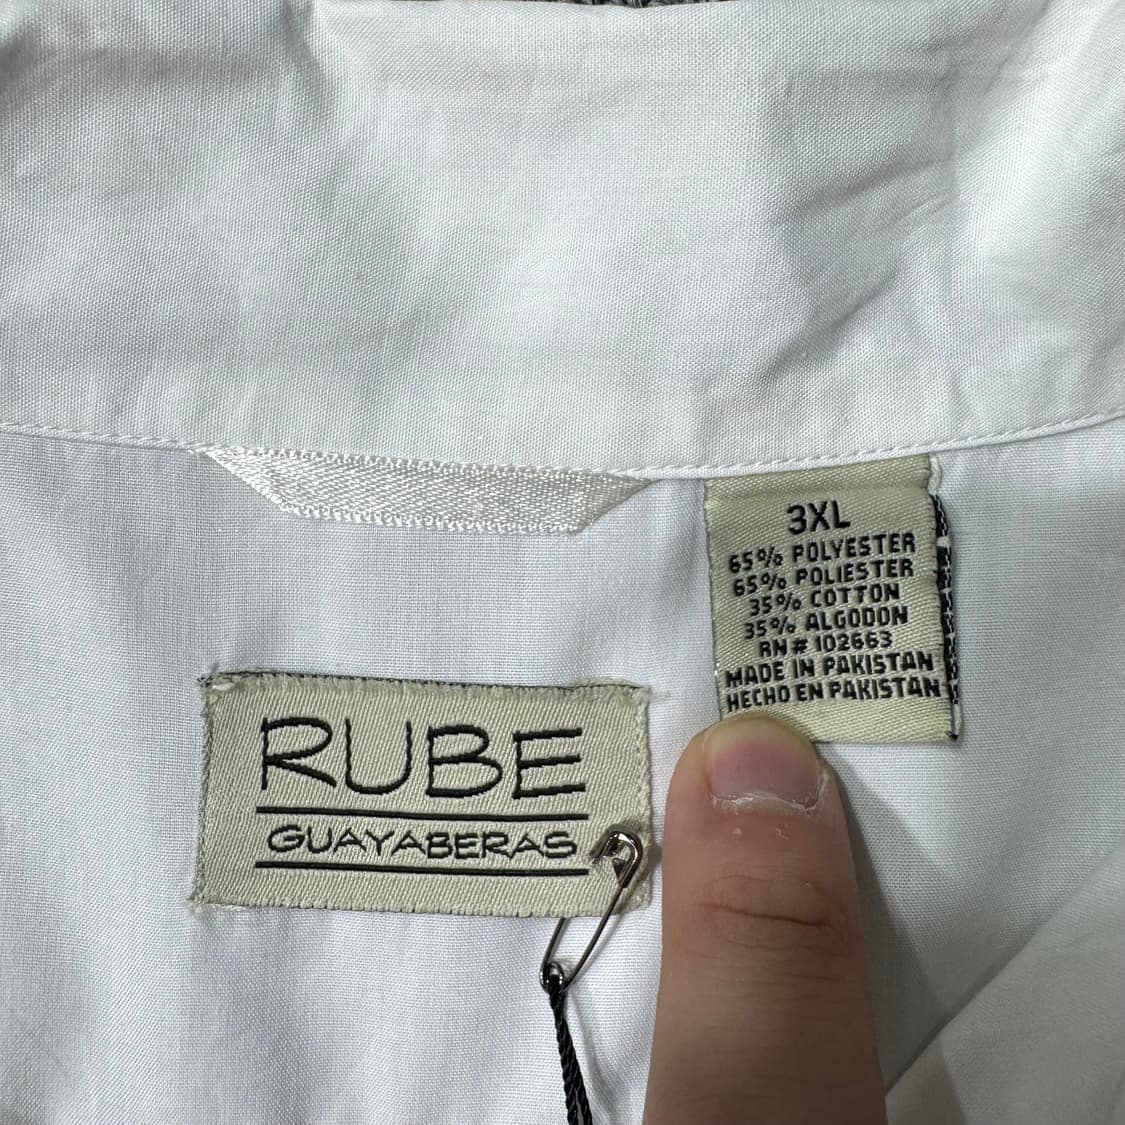 3XL
65% POLYESTER
65% POLIESTER
35% COTTON
35% ALGODON
RN# 102663
MADE IN PAKISTAN
HECHO EN PAKISTAN
RUBE
GUAYABERAS